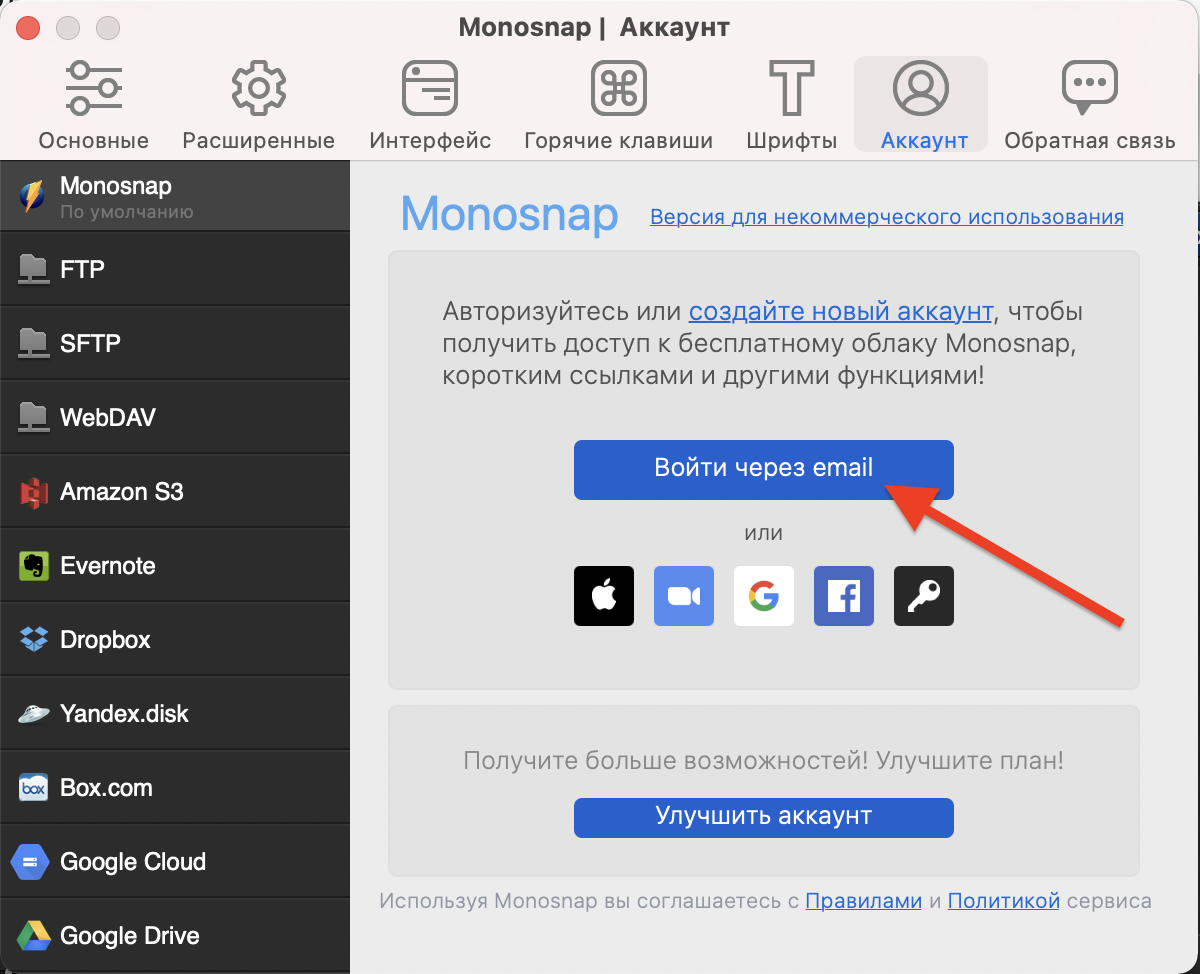 Monosnap | Аккаунт
Основные
Расширенные
Интерфейс
Горячие клавиши
Шрифты
Аккаунт
Обратная связь
Monosnap
По умолчанию
FTP
SFTP
WebDAV
Amazon S3
Evernote
Dropbox
Yandex.disk
box
Box.com
Google Cloud
Google Drive
Monosnap
Версия для некоммерческого использования
Авторизуйтесь или создайте новый аккаунт, чтобы
получить доступ к бесплатному облаку Monosnap,
коротким ссылками и другими функциями!
Войти через email
или
Получите больше возможностей! Улучшите план!
Улучшить аккаунт
Используя Monosnap вы соглашаетесь с Правилами и Политикой сервиса